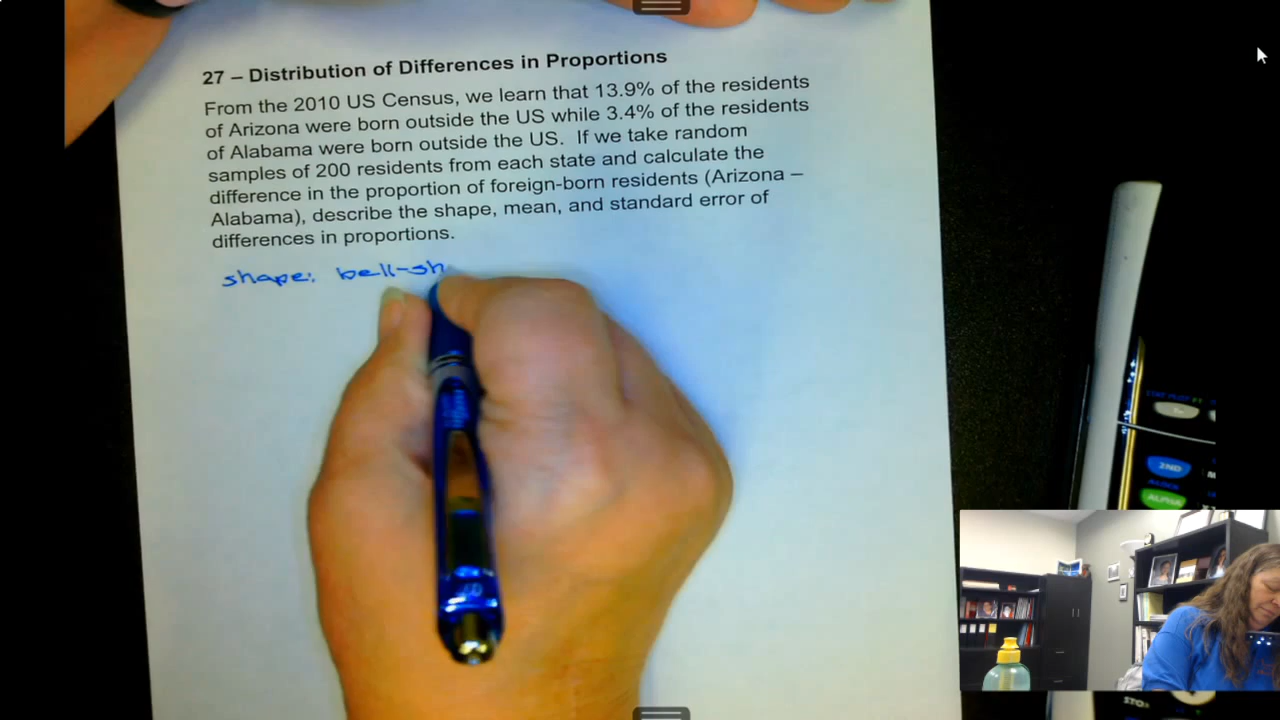 27 – Distribution of Differences in Proportions
From the 2010 US Census, we learn that 13.9% of the residents
of Arizona were born outside the US while 3.4% of the residents
of Alabama were born outside the US. If we take random
samples of 200 residents from each state and calculate the
difference in the proportion of foreign-born residents (Arizona –
Alabama), describe the shape, mean, and standard error of
differences in proportions.
shape: bell-sh
2ND
ALPHA
STO